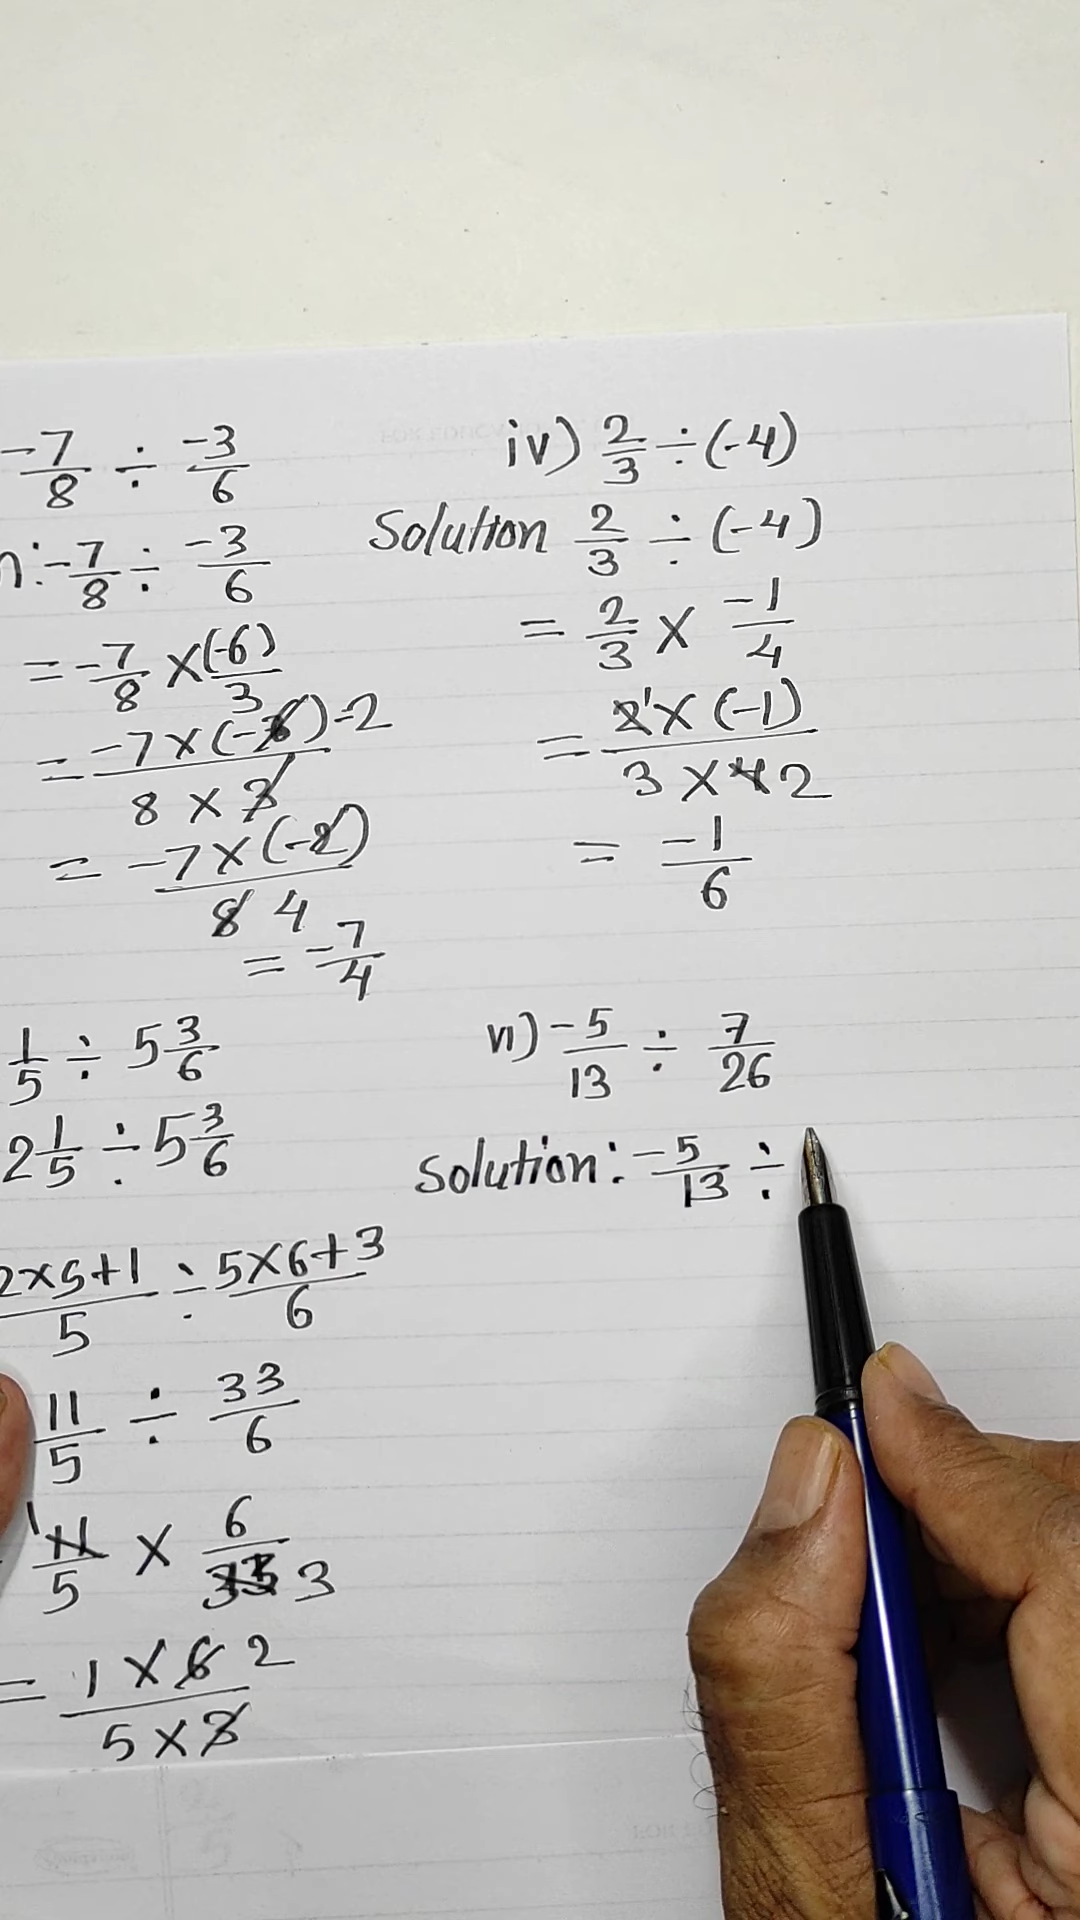 -7/8 ÷ -3/6
n: -7/8 ÷ -3/6
= -7/8 × (-6)/3
= -7 × (-6) -2 / 8 × 3
= -7 × (-2) / 8 4
= -7/4
1/5 ÷ 5 3/6
2 1/5 ÷ 5 3/6
2×5+1/5 ÷ 5×6+3/6
11/5 ÷ 33/6
1 11/5 × 6/33 3
= 1 × 6 2 / 5 × 3
iv) 2/3 ÷ (-4)
Solution 2/3 ÷ (-4)
= 2/3 × -1/4
= 2 1 × (-1) / 3 × 4 2
= -1/6
vi) -5/13 ÷ 7/26
Solution: -5/13 ÷